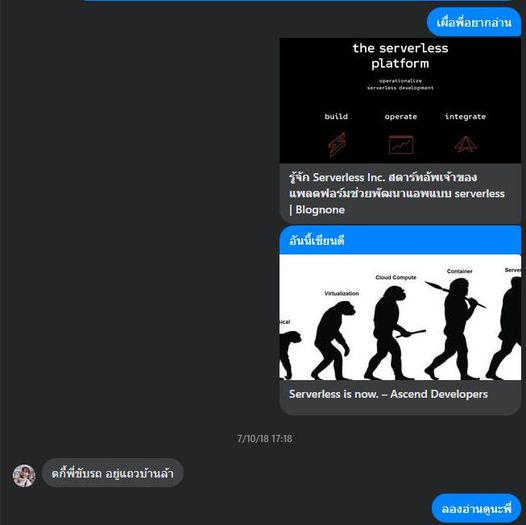 เผื่อพี่อยากอ่าน
the serverless
platform
operationalize
serverless development
build operate integrate
รู้จัก Serverless Inc. สตาร์ทอัพเจ้าของ
แพลตฟอร์มช่วยพัฒนาแอพแบบ serverless
| Blognone
อันนี้เขียนดี
Container
Cloud Compute
Virtualization
Serverless is now. – Ascend Developers
7/10/18 17:18
ตกี้พี่ขับรถ อยู่แถวบ้านล้า
ลองอ่านดูนะพี่